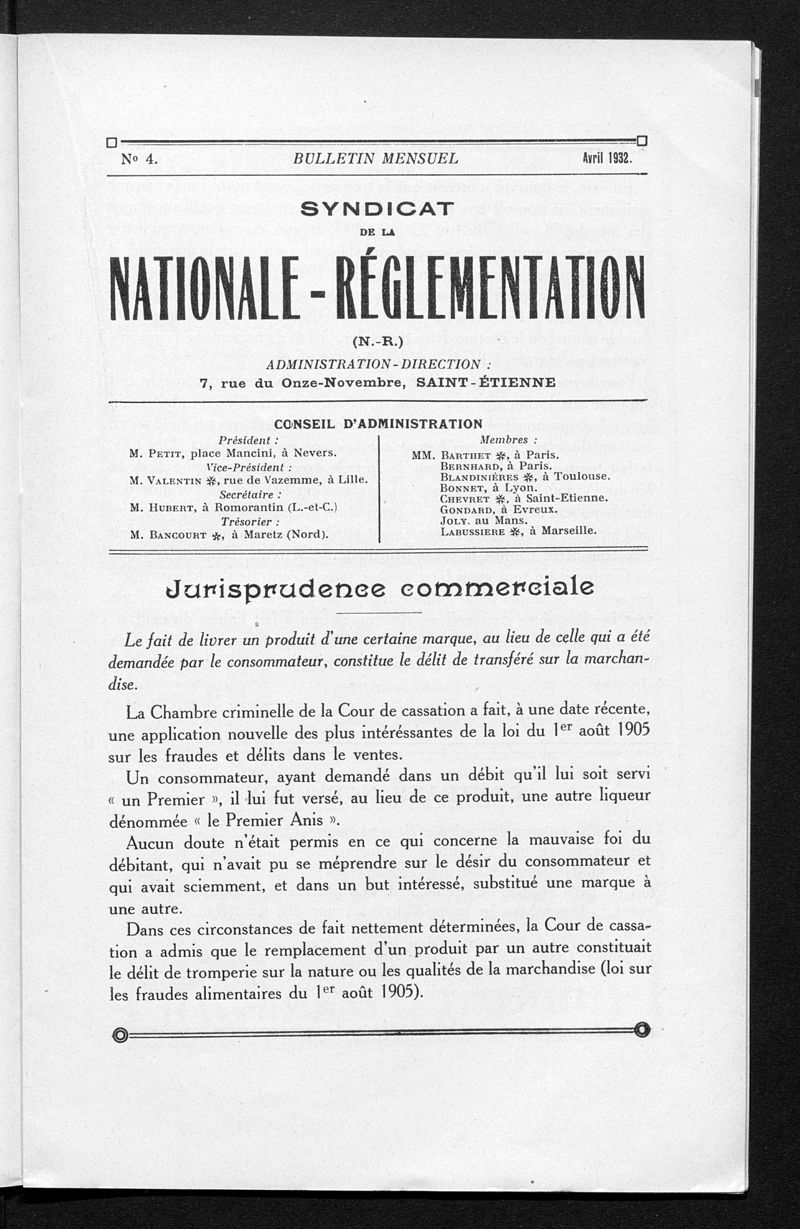 No 4.
BULLETIN MENSUEL
Avril 1932.
SYNDICAT
DE LA
NATIONALE-RÉGLEMENTATION
(N.-R.)
ADMINISTRATION-DIRECTION :
7, rue du Onze-Novembre, SAINT-ÉTIENNE
CONSEIL D'ADMINISTRATION
Président :
M. PETIT, place Mancini, à Nevers.
Vice-Président :
M. VALENTIN ✻, rue de Vazemme, à Lille.
Secrétaire :
M. HUBERT, à Romorantin (L.-et-C.)
Trésorier :
M. BANCOURT ✻, à Maretz (Nord).
Membres :
MM. BARTHET ✻, à Paris.
BERNHARD, à Paris.
BLANDINIÈRES ✻, à Toulouse.
BONNET, à Lyon.
CHEVRET ✻, à Saint-Etienne.
GONDARD, à Evreux.
JOLY. au Mans.
LABUSSIERE ✻, à Marseille.
Jurisprudence commerciale
Le fait de livrer un produit d'une certaine marque, au lieu de celle qui a été
demandée par le consommateur, constitue le délit de transféré sur la marchan-
dise.
La Chambre criminelle de la Cour de cassation a fait, à une date récente,
une application nouvelle des plus intéréssantes de la loi du 1er août 1905
sur les fraudes et délits dans le ventes.
Un consommateur, ayant demandé dans un débit qu'il lui soit servi
« un Premier », il lui fut versé, au lieu de ce produit, une autre liqueur
dénommée « le Premier Anis ».
Aucun doute n'était permis en ce qui concerne la mauvaise foi du
débitant, qui n'avait pu se méprendre sur le désir du consommateur et
qui avait sciemment, et dans un but intéressé, substitué une marque à
une autre.
Dans ces circonstances de fait nettement déterminées, la Cour de cassa-
tion a admis que le remplacement d'un produit par un autre constituait
le délit de tromperie sur la nature ou les qualités de la marchandise (loi sur
les fraudes alimentaires du 1er août 1905).